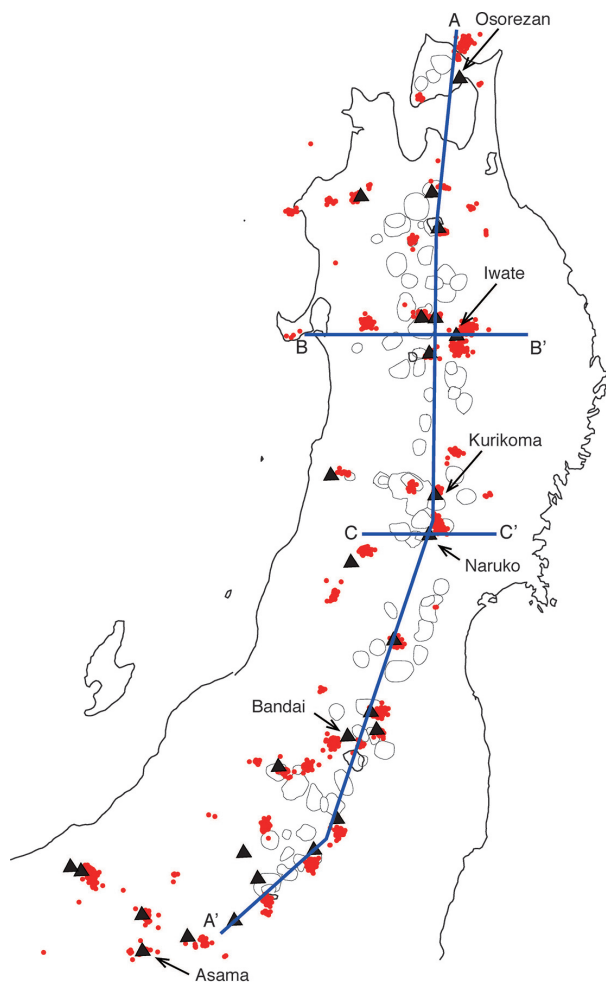 A
Osorezan
Iwate
B
B’
Kurikoma
C
C’
Naruko
Bandai
A’
Asama